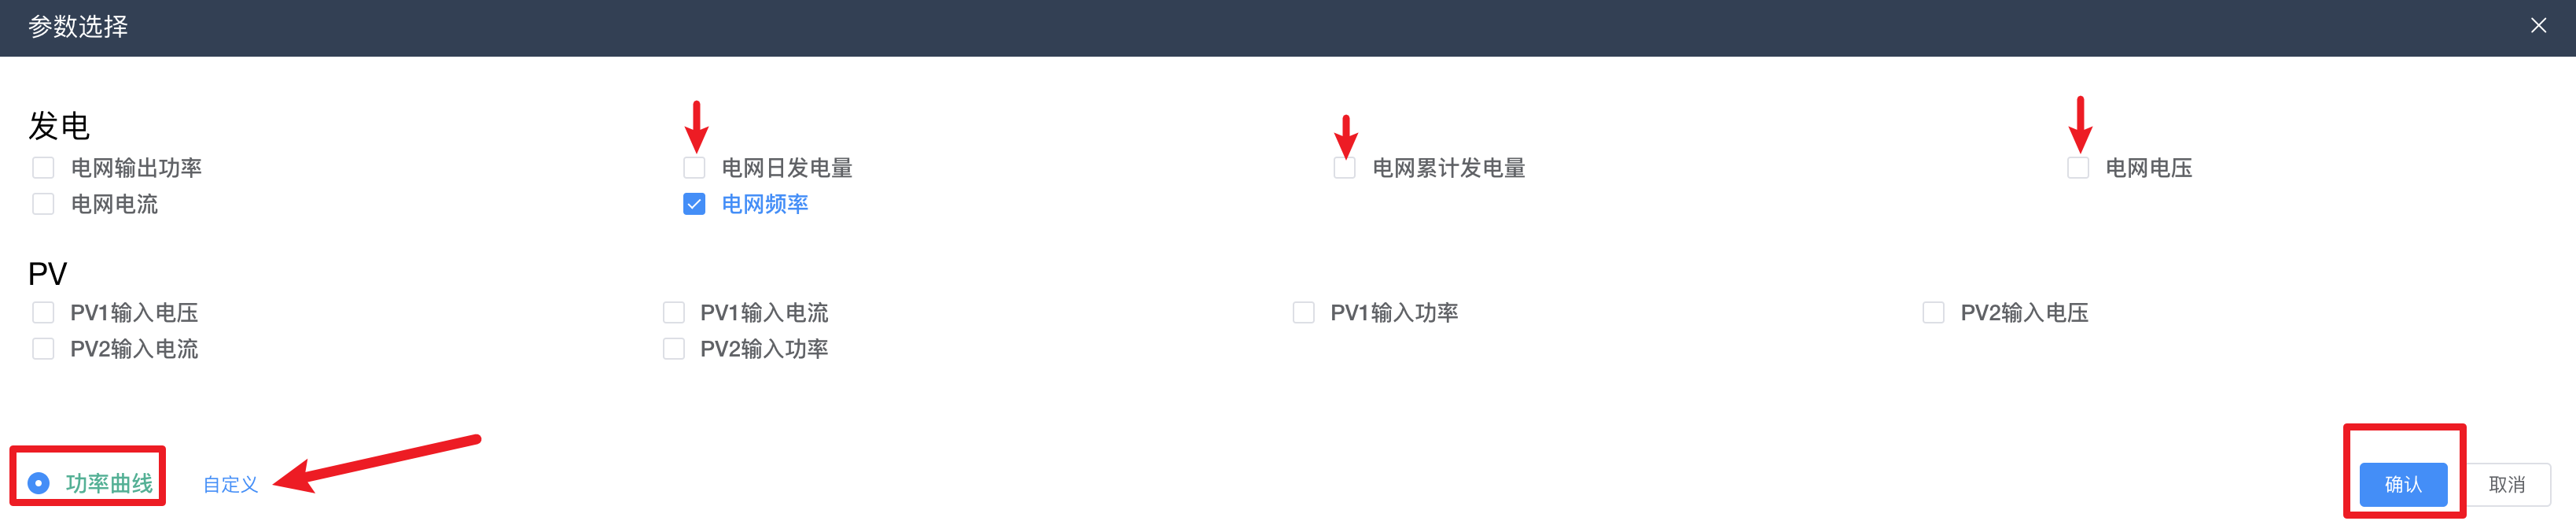 参数选择
发电
电网输出功率 电网日发电量 电网累计发电量 电网电压
电网电流 电网频率
PV
PV1输入电压 PV1输入电流 PV1输入功率 PV2输入电压
PV2输入电流 PV2输入功率
功率曲线 自定义 确认 取消